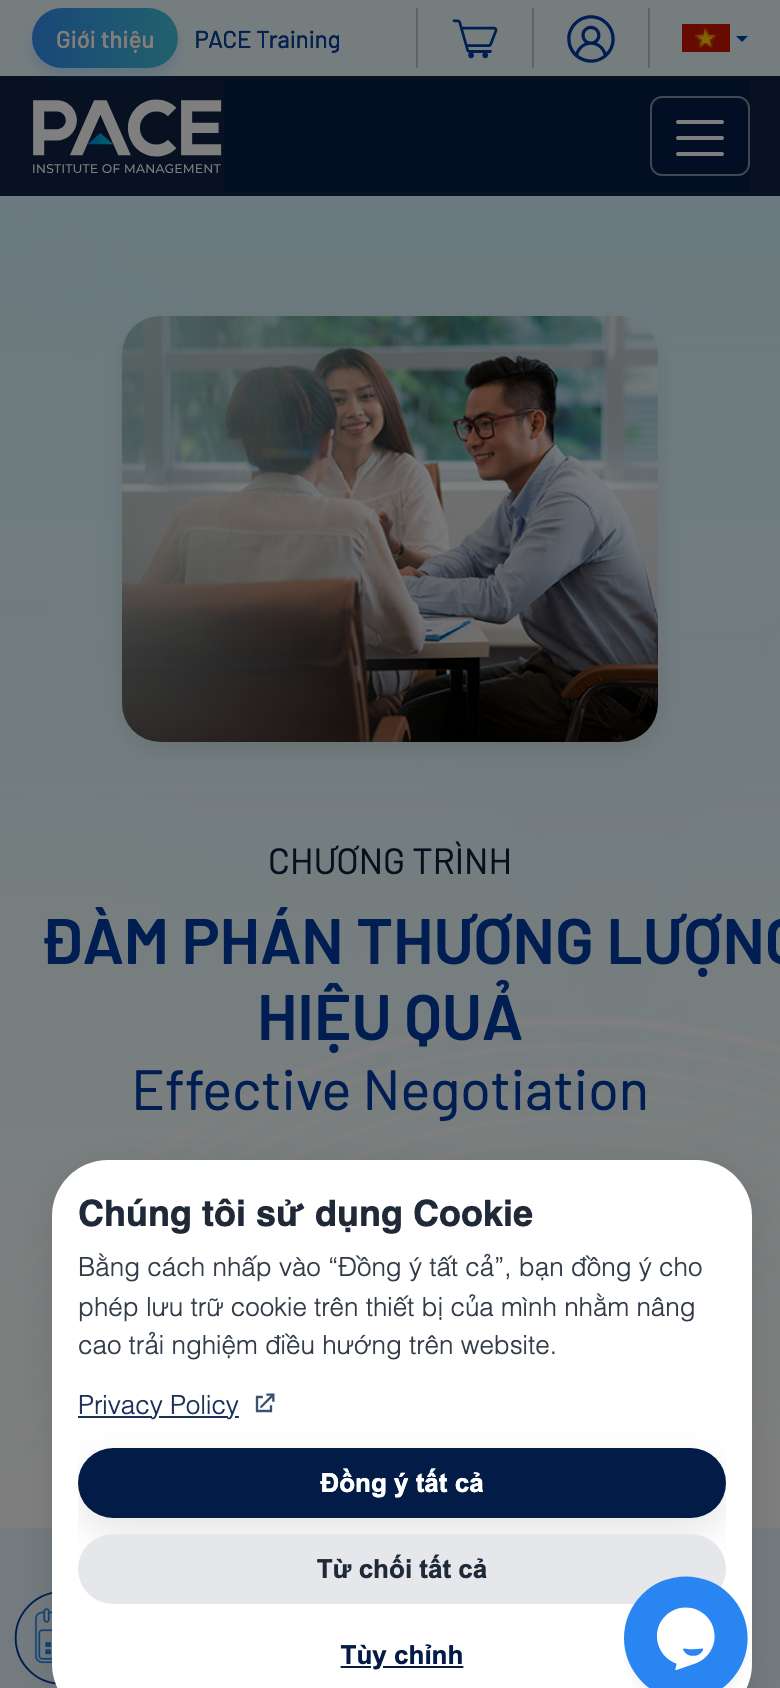 Giới thiệu PACE Training
PACE
INSTITUTE OF MANAGEMENT
CHƯƠNG TRÌNH
ĐÀM PHÁN THƯƠNG LƯỢNG
HIỆU QUẢ
Effective Negotiation
Chúng tôi sử dụng Cookie
Bằng cách nhấp vào “Đồng ý tất cả”, bạn đồng ý cho
phép lưu trữ cookie trên thiết bị của mình nhằm nâng
cao trải nghiệm điều hướng trên website.
Privacy Policy
Đồng ý tất cả
Từ chối tất cả
Tùy chỉnh